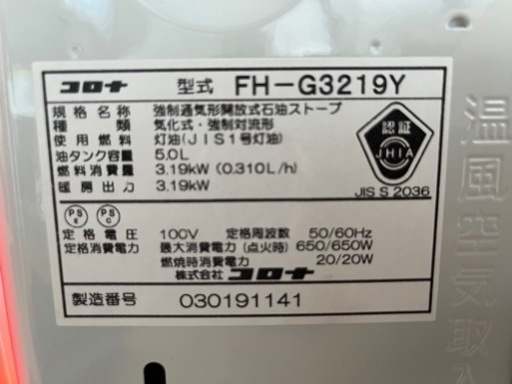 コロナ 型式 FH-G3219Y
規格名称 強制通気形開放式石油ストーブ
種類 気化式・強制対流形
使用燃料 灯油(JIS1号灯油)
油タンク容量 5.0L
燃料消費量 3.19kW (0.310L/h)
暖房出力 3.19kW
認証
JHIA
JIS S 2036
PS E PS C
定格電圧 100V 定格周波数 50/60Hz
定格消費電力 最大消費電力 (点火時) 650/650W
燃焼時消費電力 20/20W
株式会社 コロナ
製造番号 030191141
温風空気取入